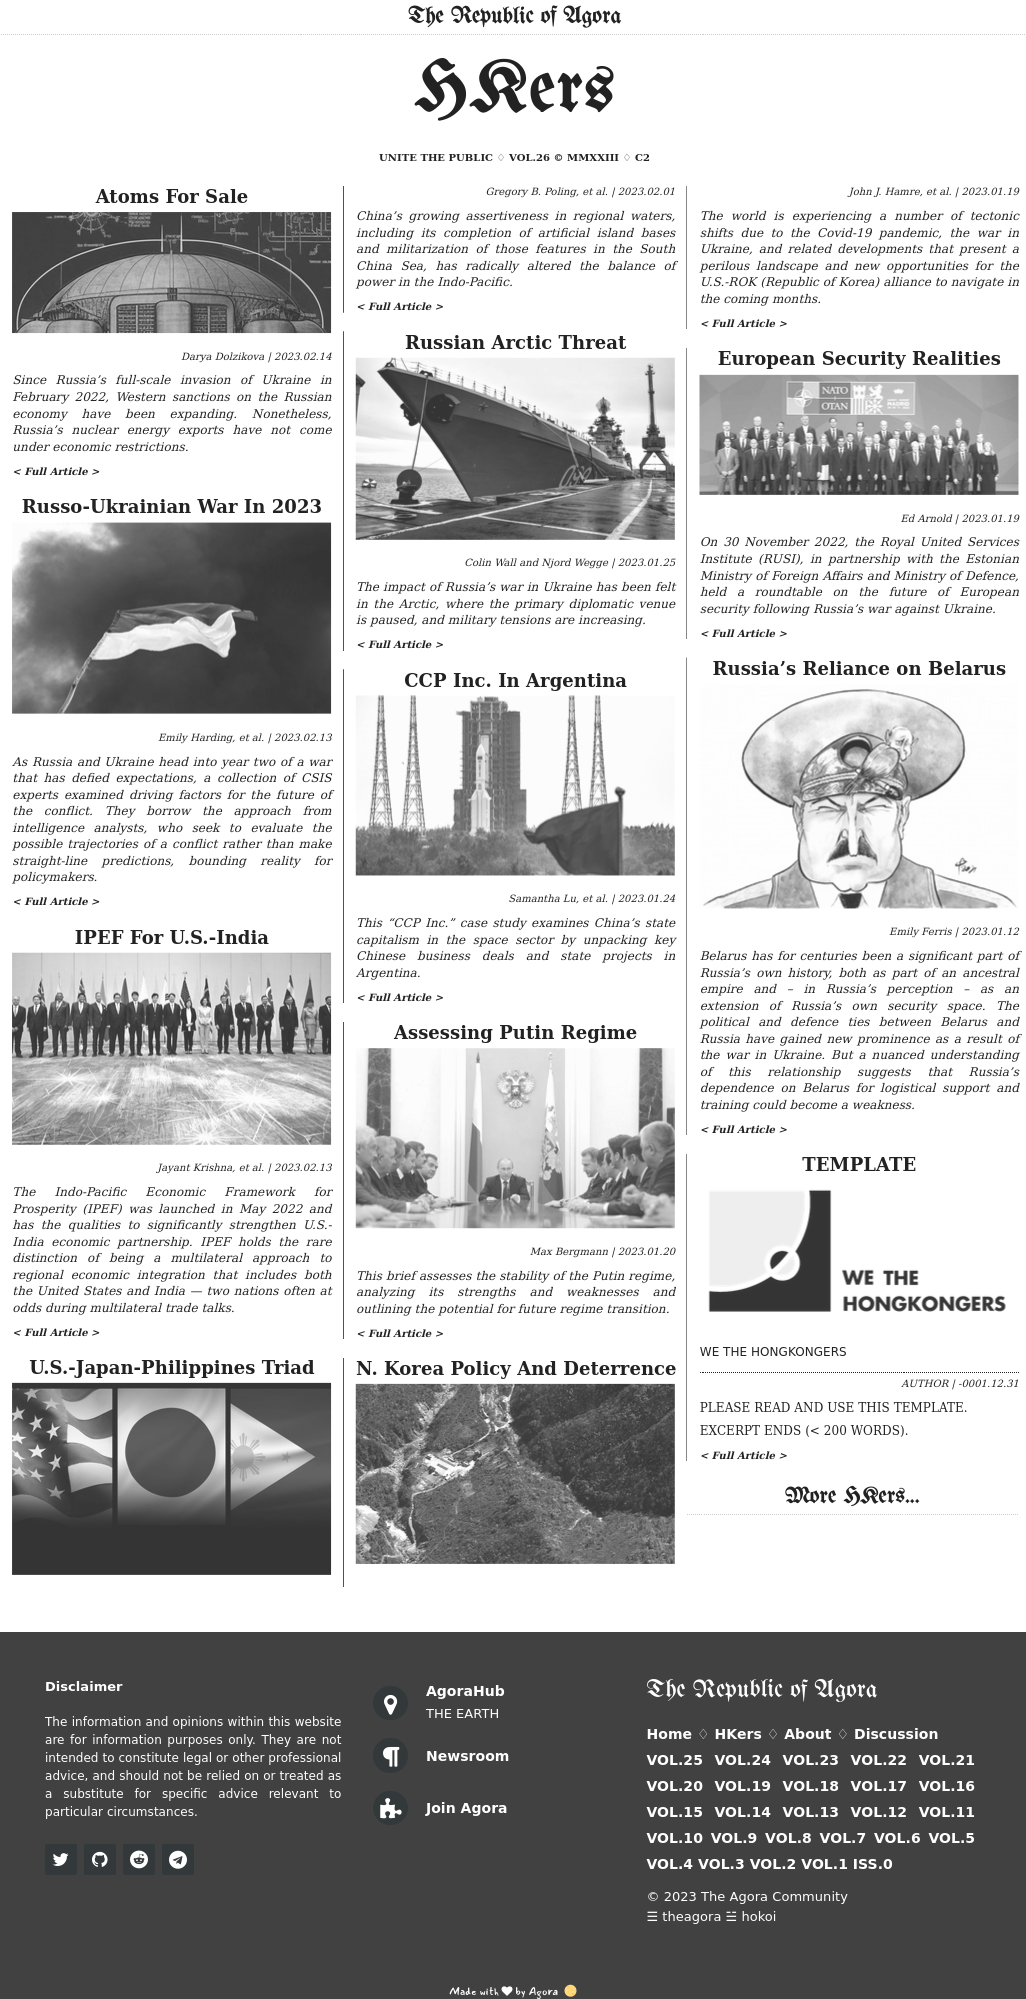 The Republic of Agora
HKers
UNITE THE PUBLIC ♢ VOL.26 © MMXXIII ♢ C2
Atoms For Sale
Darya Dolzikova | 2023.02.14
Since Russia’s full-scale invasion of Ukraine in
February 2022, Western sanctions on the Russian
economy have been expanding. Nonetheless,
Russia’s nuclear energy exports have not come
under economic restrictions.
< Full Article >
Russo-Ukrainian War In 2023
Emily Harding, et al. | 2023.02.13
As Russia and Ukraine head into year two of a war
that has defied expectations, a collection of CSIS
experts examined driving factors for the future of
the conflict. They borrow the approach from
intelligence analysts, who seek to evaluate the
possible trajectories of a conflict rather than make
straight-line predictions, bounding reality for
policymakers.
< Full Article >
IPEF For U.S.-India
Jayant Krishna, et al. | 2023.02.13
The Indo-Pacific Economic Framework for
Prosperity (IPEF) was launched in May 2022 and
has the qualities to significantly strengthen U.S.-
India economic partnership. IPEF holds the rare
distinction of being a multilateral approach to
regional economic integration that includes both
the United States and India — two nations often at
odds during multilateral trade talks.
< Full Article >
U.S.-Japan-Philippines Triad
Gregory B. Poling, et al. | 2023.02.01
China’s growing assertiveness in regional waters,
including its completion of artificial island bases
and militarization of those features in the South
China Sea, has radically altered the balance of
power in the Indo-Pacific.
< Full Article >
Russian Arctic Threat
Colin Wall and Njord Wegge | 2023.01.25
The impact of Russia’s war in Ukraine has been felt
in the Arctic, where the primary diplomatic venue
is paused, and military tensions are increasing.
< Full Article >
CCP Inc. In Argentina
Samantha Lu, et al. | 2023.01.24
This “CCP Inc.” case study examines China’s state
capitalism in the space sector by unpacking key
Chinese business deals and state projects in
Argentina.
< Full Article >
Assessing Putin Regime
Max Bergmann | 2023.01.20
This brief assesses the stability of the Putin regime,
analyzing its strengths and weaknesses and
outlining the potential for future regime transition.
< Full Article >
N. Korea Policy And Deterrence
John J. Hamre, et al. | 2023.01.19
The world is experiencing a number of tectonic
shifts due to the Covid-19 pandemic, the war in
Ukraine, and related developments that present a
perilous landscape and new opportunities for the
U.S.-ROK (Republic of Korea) alliance to navigate in
the coming months.
< Full Article >
European Security Realities
NATO
OTAN
Ed Arnold | 2023.01.19
On 30 November 2022, the Royal United Services
Institute (RUSI), in partnership with the Estonian
Ministry of Foreign Affairs and Ministry of Defence,
held a roundtable on the future of European
security following Russia’s war against Ukraine.
< Full Article >
Russia’s Reliance on Belarus
Emily Ferris | 2023.01.12
Belarus has for centuries been a significant part of
Russia’s own history, both as part of an ancestral
empire and – in Russia’s perception – as an
extension of Russia’s own security space. The
political and defence ties between Belarus and
Russia have gained new prominence as a result of
the war in Ukraine. But a nuanced understanding
of this relationship suggests that Russia’s
dependence on Belarus for logistical support and
training could become a weakness.
< Full Article >
TEMPLATE
WE THE
HONGKONGERS
WE THE HONGKONGERS
AUTHOR | -0001.12.31
PLEASE READ AND USE THIS TEMPLATE.
EXCERPT ENDS (< 200 WORDS).
< Full Article >
More HKers...
Disclaimer
The information and opinions within this website
are for information purposes only. They are not
intended to constitute legal or other professional
advice, and should not be relied on or treated as
a substitute for specific advice relevant to
particular circumstances.
AgoraHub
THE EARTH
Newsroom
Join Agora
The Republic of Agora
Home ♢ HKers ♢ About ♢ Discussion
VOL.25 VOL.24 VOL.23 VOL.22 VOL.21
VOL.20 VOL.19 VOL.18 VOL.17 VOL.16
VOL.15 VOL.14 VOL.13 VOL.12 VOL.11
VOL.10 VOL.9 VOL.8 VOL.7 VOL.6 VOL.5
VOL.4 VOL.3 VOL.2 VOL.1 ISS.0
© 2023 The Agora Community
☰ theagora ☱ hokoi
Made with ♥ by Agora